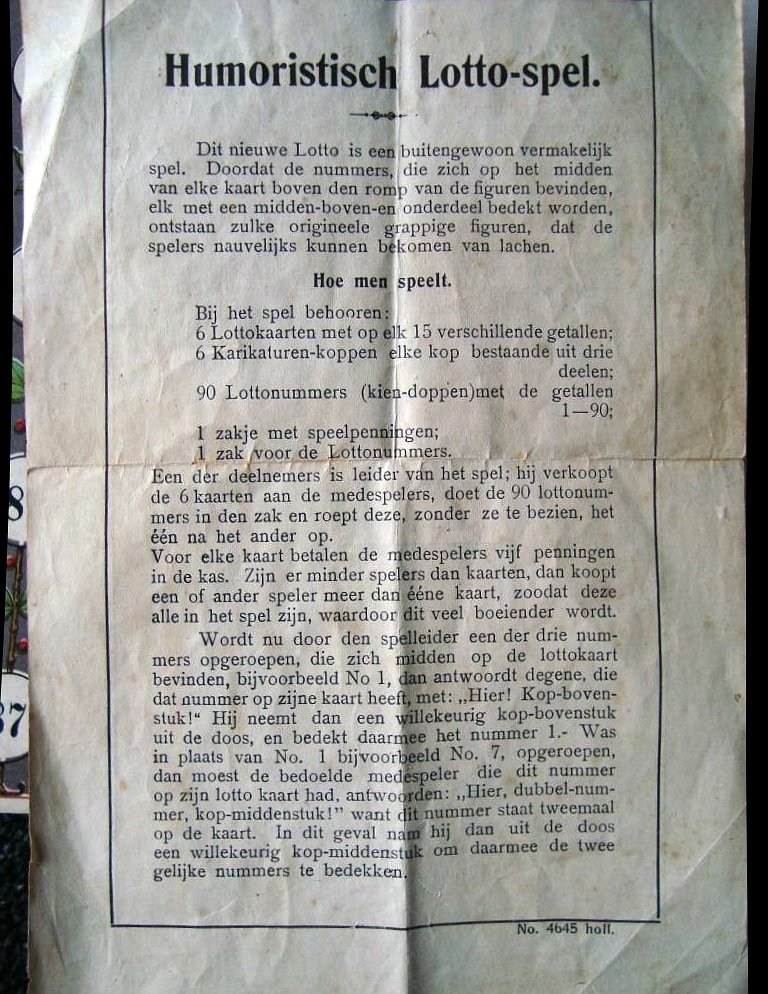 Humoristisch Lotto-spel.
Dit nieuwe Lotto is een buitengewoon vermakelijk
spel. Doordat de nummers, die zich op het midden
van elke kaart boven den romp van de figuren bevinden,
elk met een midden-boven-en onderdeel bedekt worden,
ontstaan zulke origineele grappige figuren, dat de
spelers nauvelijks kunnen bekomen van lachen.
Hoe men speelt.
Bij het spel behooren:
6 Lottokaarten met op elk 15 verschillende getallen;
6 Karikaturen-koppen elke kop bestaande uit drie
deelen;
90 Lottonummers (kien-doppen)met de getallen
1—90;
1 zakje met speelpenningen;
1 zak voor de Lottonummers.
Een der deelnemers is leider van het spel; hij verkoopt
de 6 kaarten aan de medespelers, doet de 90 lottonum-
mers in den zak en roept deze, zonder ze te bezien, het
één na het ander op.
Voor elke kaart betalen de medespelers vijf penningen
in de kas. Zijn er minder spelers dan kaarten, dan koopt
een of ander speler meer dan ééne kaart, zoodat deze
alle in het spel zijn, waardoor dit veel boeiender wordt.
Wordt nu door den spelleider een der drie num-
mers opgeroepen, die zich midden op de lottokaart
bevinden, bijvoorbeeld No 1, dan antwoordt degene, die
dat nummer op zijne kaart heeft, met: „Hier! Kop-boven-
stuk!“ Hij neemt dan een willekeurig kop-bovenstuk
uit de doos, en bedekt daarmee het nummer 1.- Was
in plaats van No. 1 bijvoorbeeld No. 7, opgeroepen,
dan moest de bedoelde medespeler die dit nummer
op zijn lotto kaart had, antwoorden: „Hier, dubbel-num-
mer, kop-middenstuk!” want dit nummer staat tweemaal
op de kaart. In dit geval nam hij dan uit de doos
een willekeurig kop-middenstuk om daarmee de twee
gelijke nummers te bedekken.
No. 4645 holl.
8
37